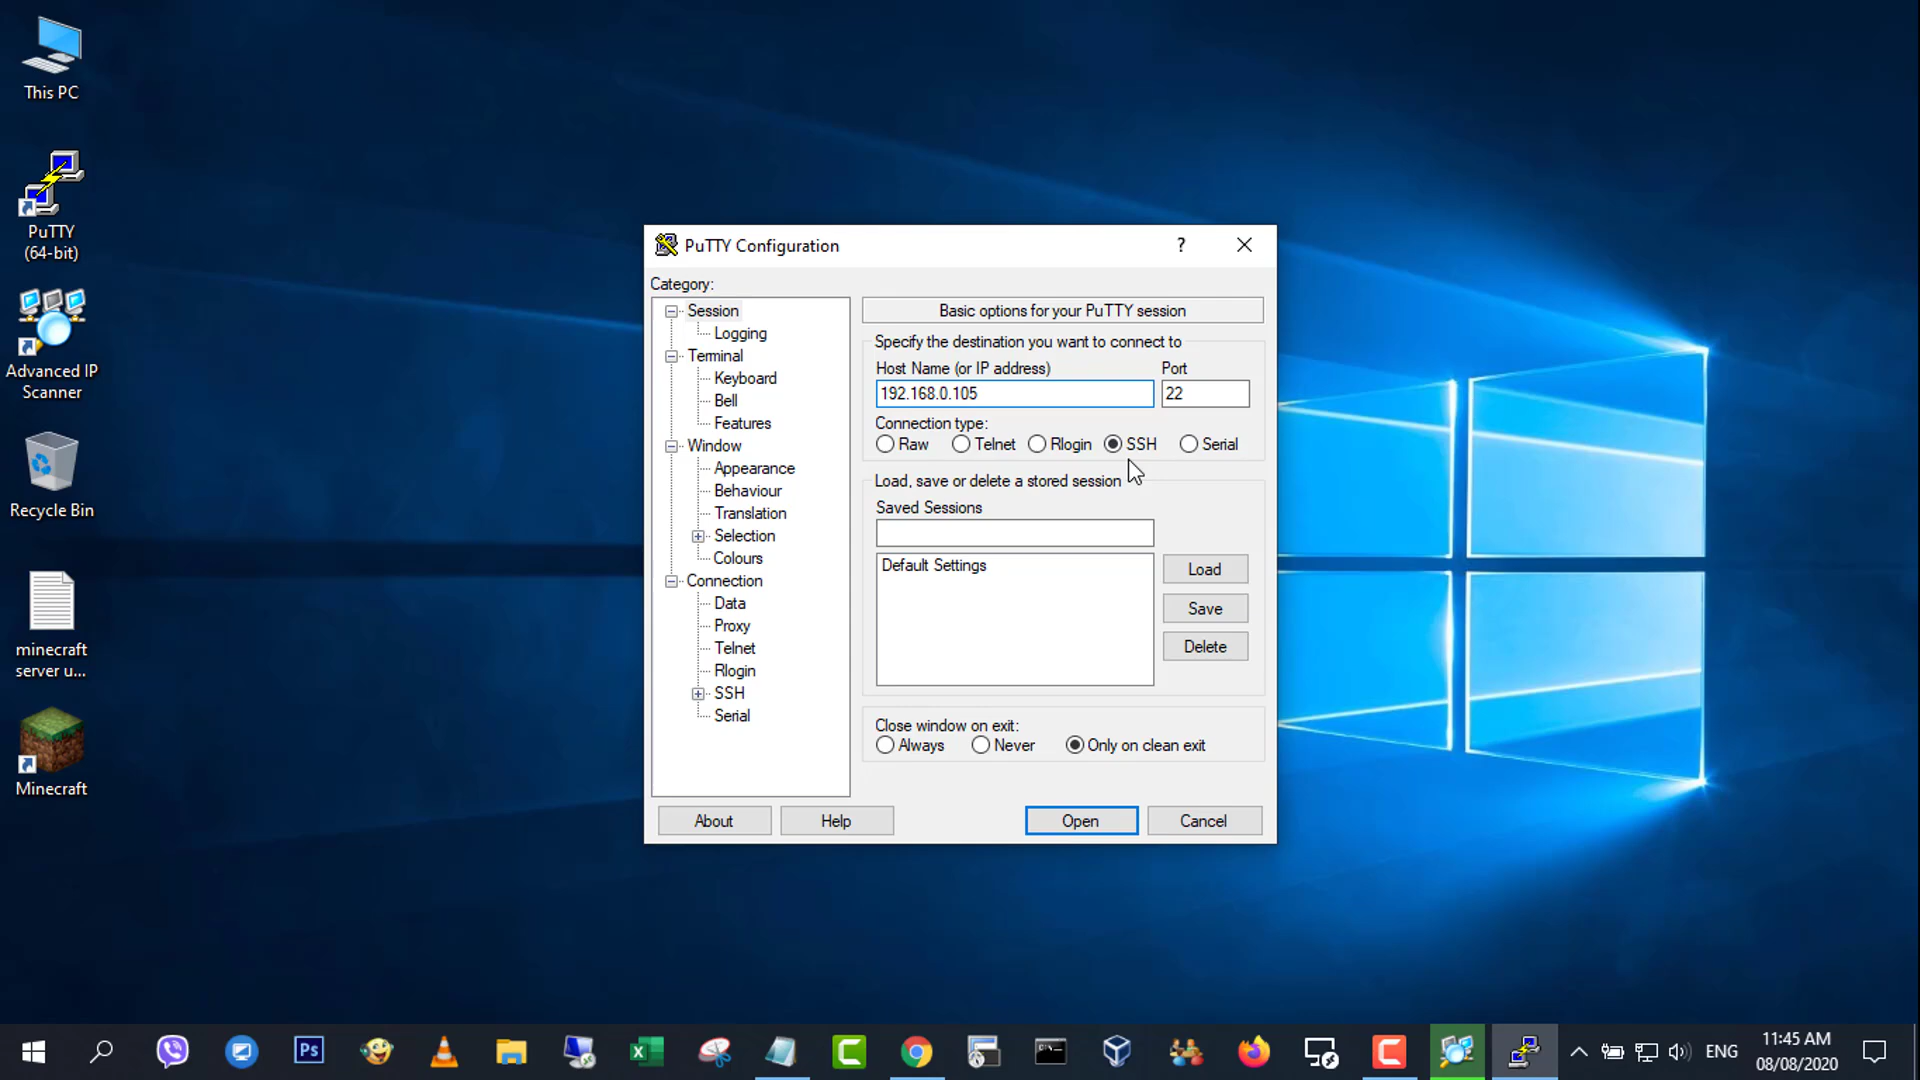 This PC
PuTTY
(64-bit)
Advanced IP
Scanner
Recycle Bin
minecraft
server u...
Minecraft
PuTTY Configuration
?
Category:
Session
Logging
Terminal
Keyboard
Bell
Features
Window
Appearance
Behaviour
Translation
Selection
Colours
Connection
Data
Proxy
Telnet
Rlogin
SSH
Serial
Basic options for your PuTTY session
Specify the destination you want to connect to
Host Name (or IP address) Port
192.168.0.105 22
Connection type:
Raw Telnet Rlogin SSH Serial
Load, save or delete a stored session
Saved Sessions
Default Settings
Load
Save
Delete
Close window on exit:
Always Never Only on clean exit
About Help Open Cancel
Ps
ENG
11:45 AM
08/08/2020